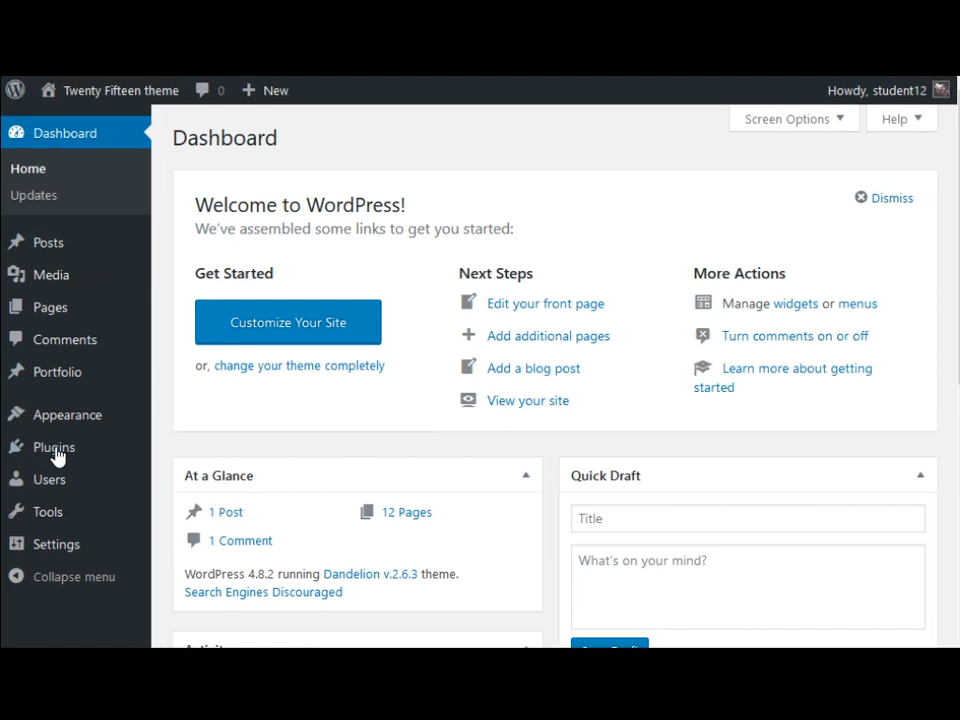 Twenty Fifteen theme 0 New Howdy, student12
Screen Options Help
Dashboard
Home
Updates
Posts
Media
Pages
Comments
Portfolio
Appearance
Plugins
Users
Tools
Settings
Collapse menu
Dashboard
Welcome to WordPress!
Dismiss
We've assembled some links to get you started:
Get Started
Customize Your Site
or, change your theme completely
Next Steps
Edit your front page
Add additional pages
Add a blog post
View your site
More Actions
Manage widgets or menus
Turn comments on or off
Learn more about getting
started
At a Glance
1 Post 12 Pages
1 Comment
WordPress 4.8.2 running Dandelion v.2.6.3 theme.
Search Engines Discouraged
Quick Draft
Title
What's on your mind?